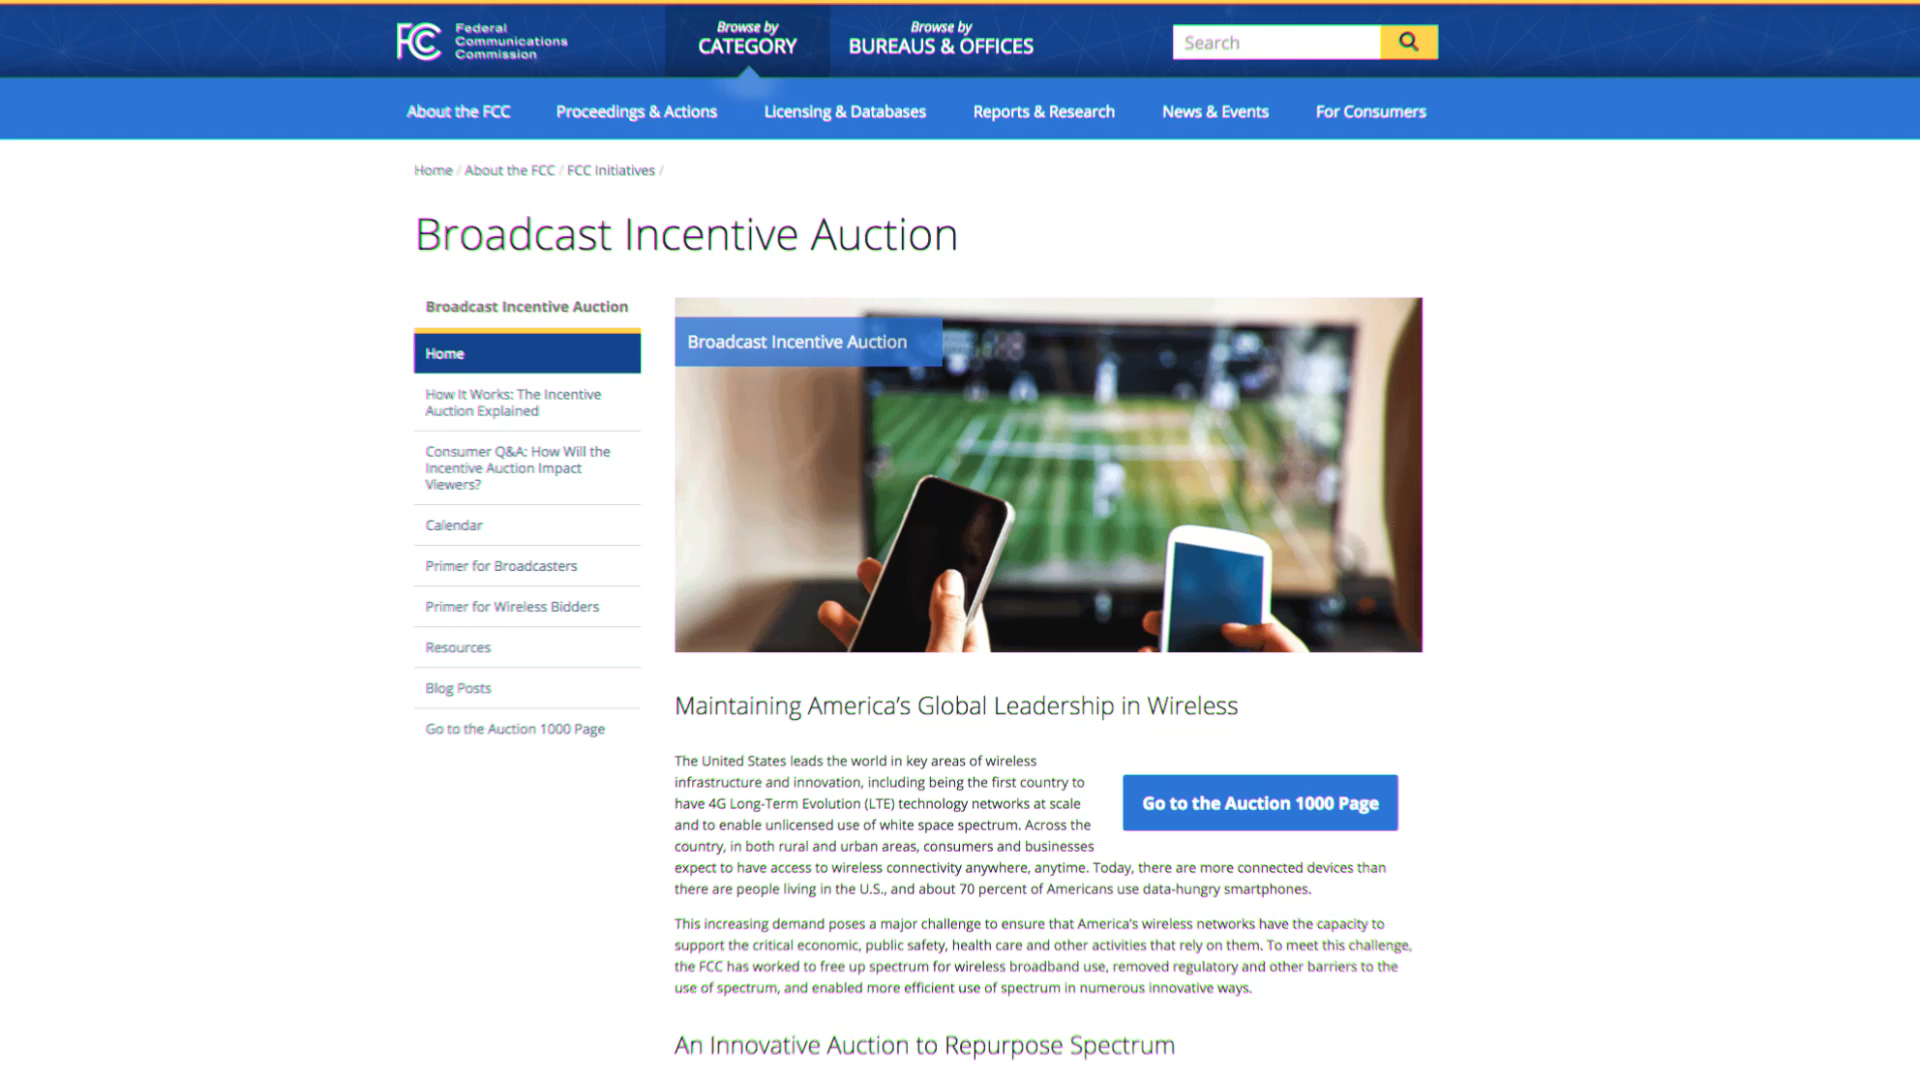 FCC Federal
Communications
Commission
Browse by
CATEGORY
Browse by
BUREAUS & OFFICES
Search
About the FCC
Proceedings & Actions
Licensing & Databases
Reports & Research
News & Events
For Consumers
Home / About the FCC / FCC Initiatives /
Broadcast Incentive Auction
Broadcast Incentive Auction
Home
How It Works: The Incentive
Auction Explained
Consumer Q&A: How Will the
Incentive Auction Impact
Viewers?
Calendar
Primer for Broadcasters
Primer for Wireless Bidders
Resources
Blog Posts
Go to the Auction 1000 Page
Broadcast Incentive Auction
Maintaining America's Global Leadership in Wireless
The United States leads the world in key areas of wireless
infrastructure and innovation, including being the first country to
have 4G Long-Term Evolution (LTE) technology networks at scale
and to enable unlicensed use of white space spectrum. Across the
country, in both rural and urban areas, consumers and businesses
expect to have access to wireless connectivity anywhere, anytime. Today, there are more connected devices than
there are people living in the U.S., and about 70 percent of Americans use data-hungry smartphones.
Go to the Auction 1000 Page
This increasing demand poses a major challenge to ensure that America's wireless networks have the capacity to
support the critical economic, public safety, health care and other activities that rely on them. To meet this challenge,
the FCC has worked to free up spectrum for wireless broadband use, removed regulatory and other barriers to the
use of spectrum, and enabled more efficient use of spectrum in numerous innovative ways.
An Innovative Auction to Repurpose Spectrum